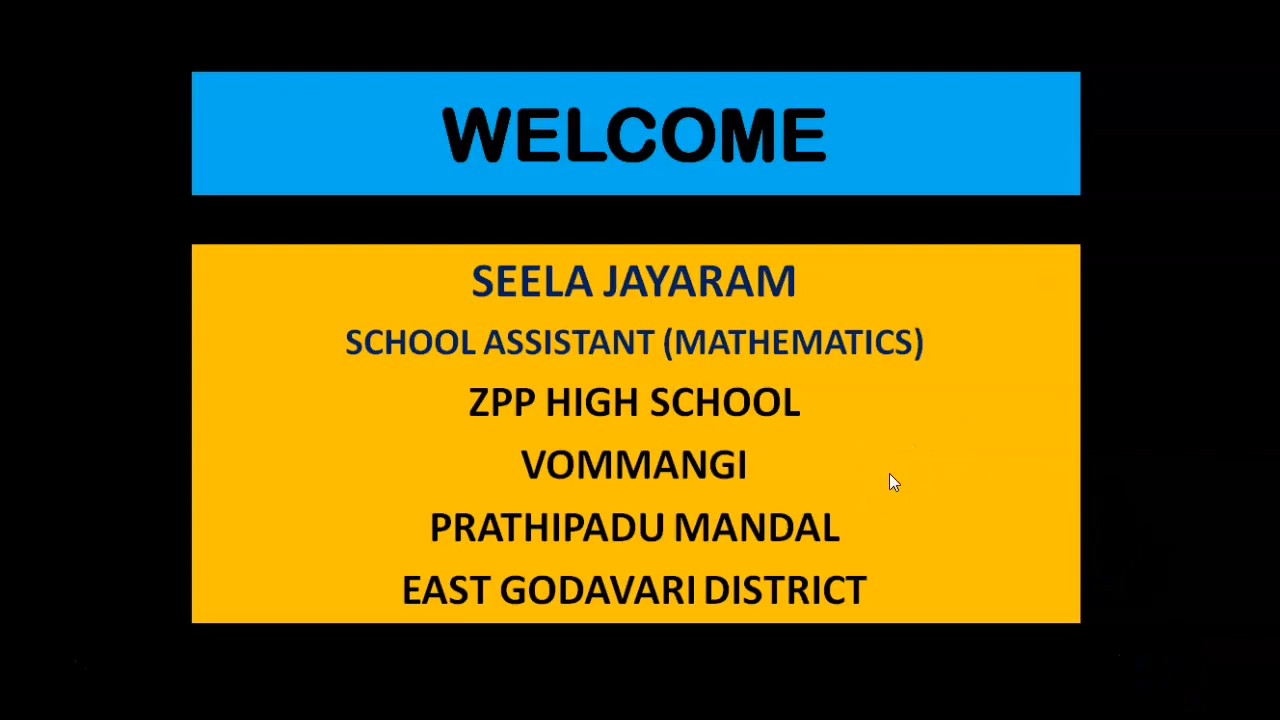 WELCOME
SEELA JAYARAM
SCHOOL ASSISTANT (MATHEMATICS)
ZPP HIGH SCHOOL
VOMMANGI
PRATHIPADU MANDAL
EAST GODAVARI DISTRICT